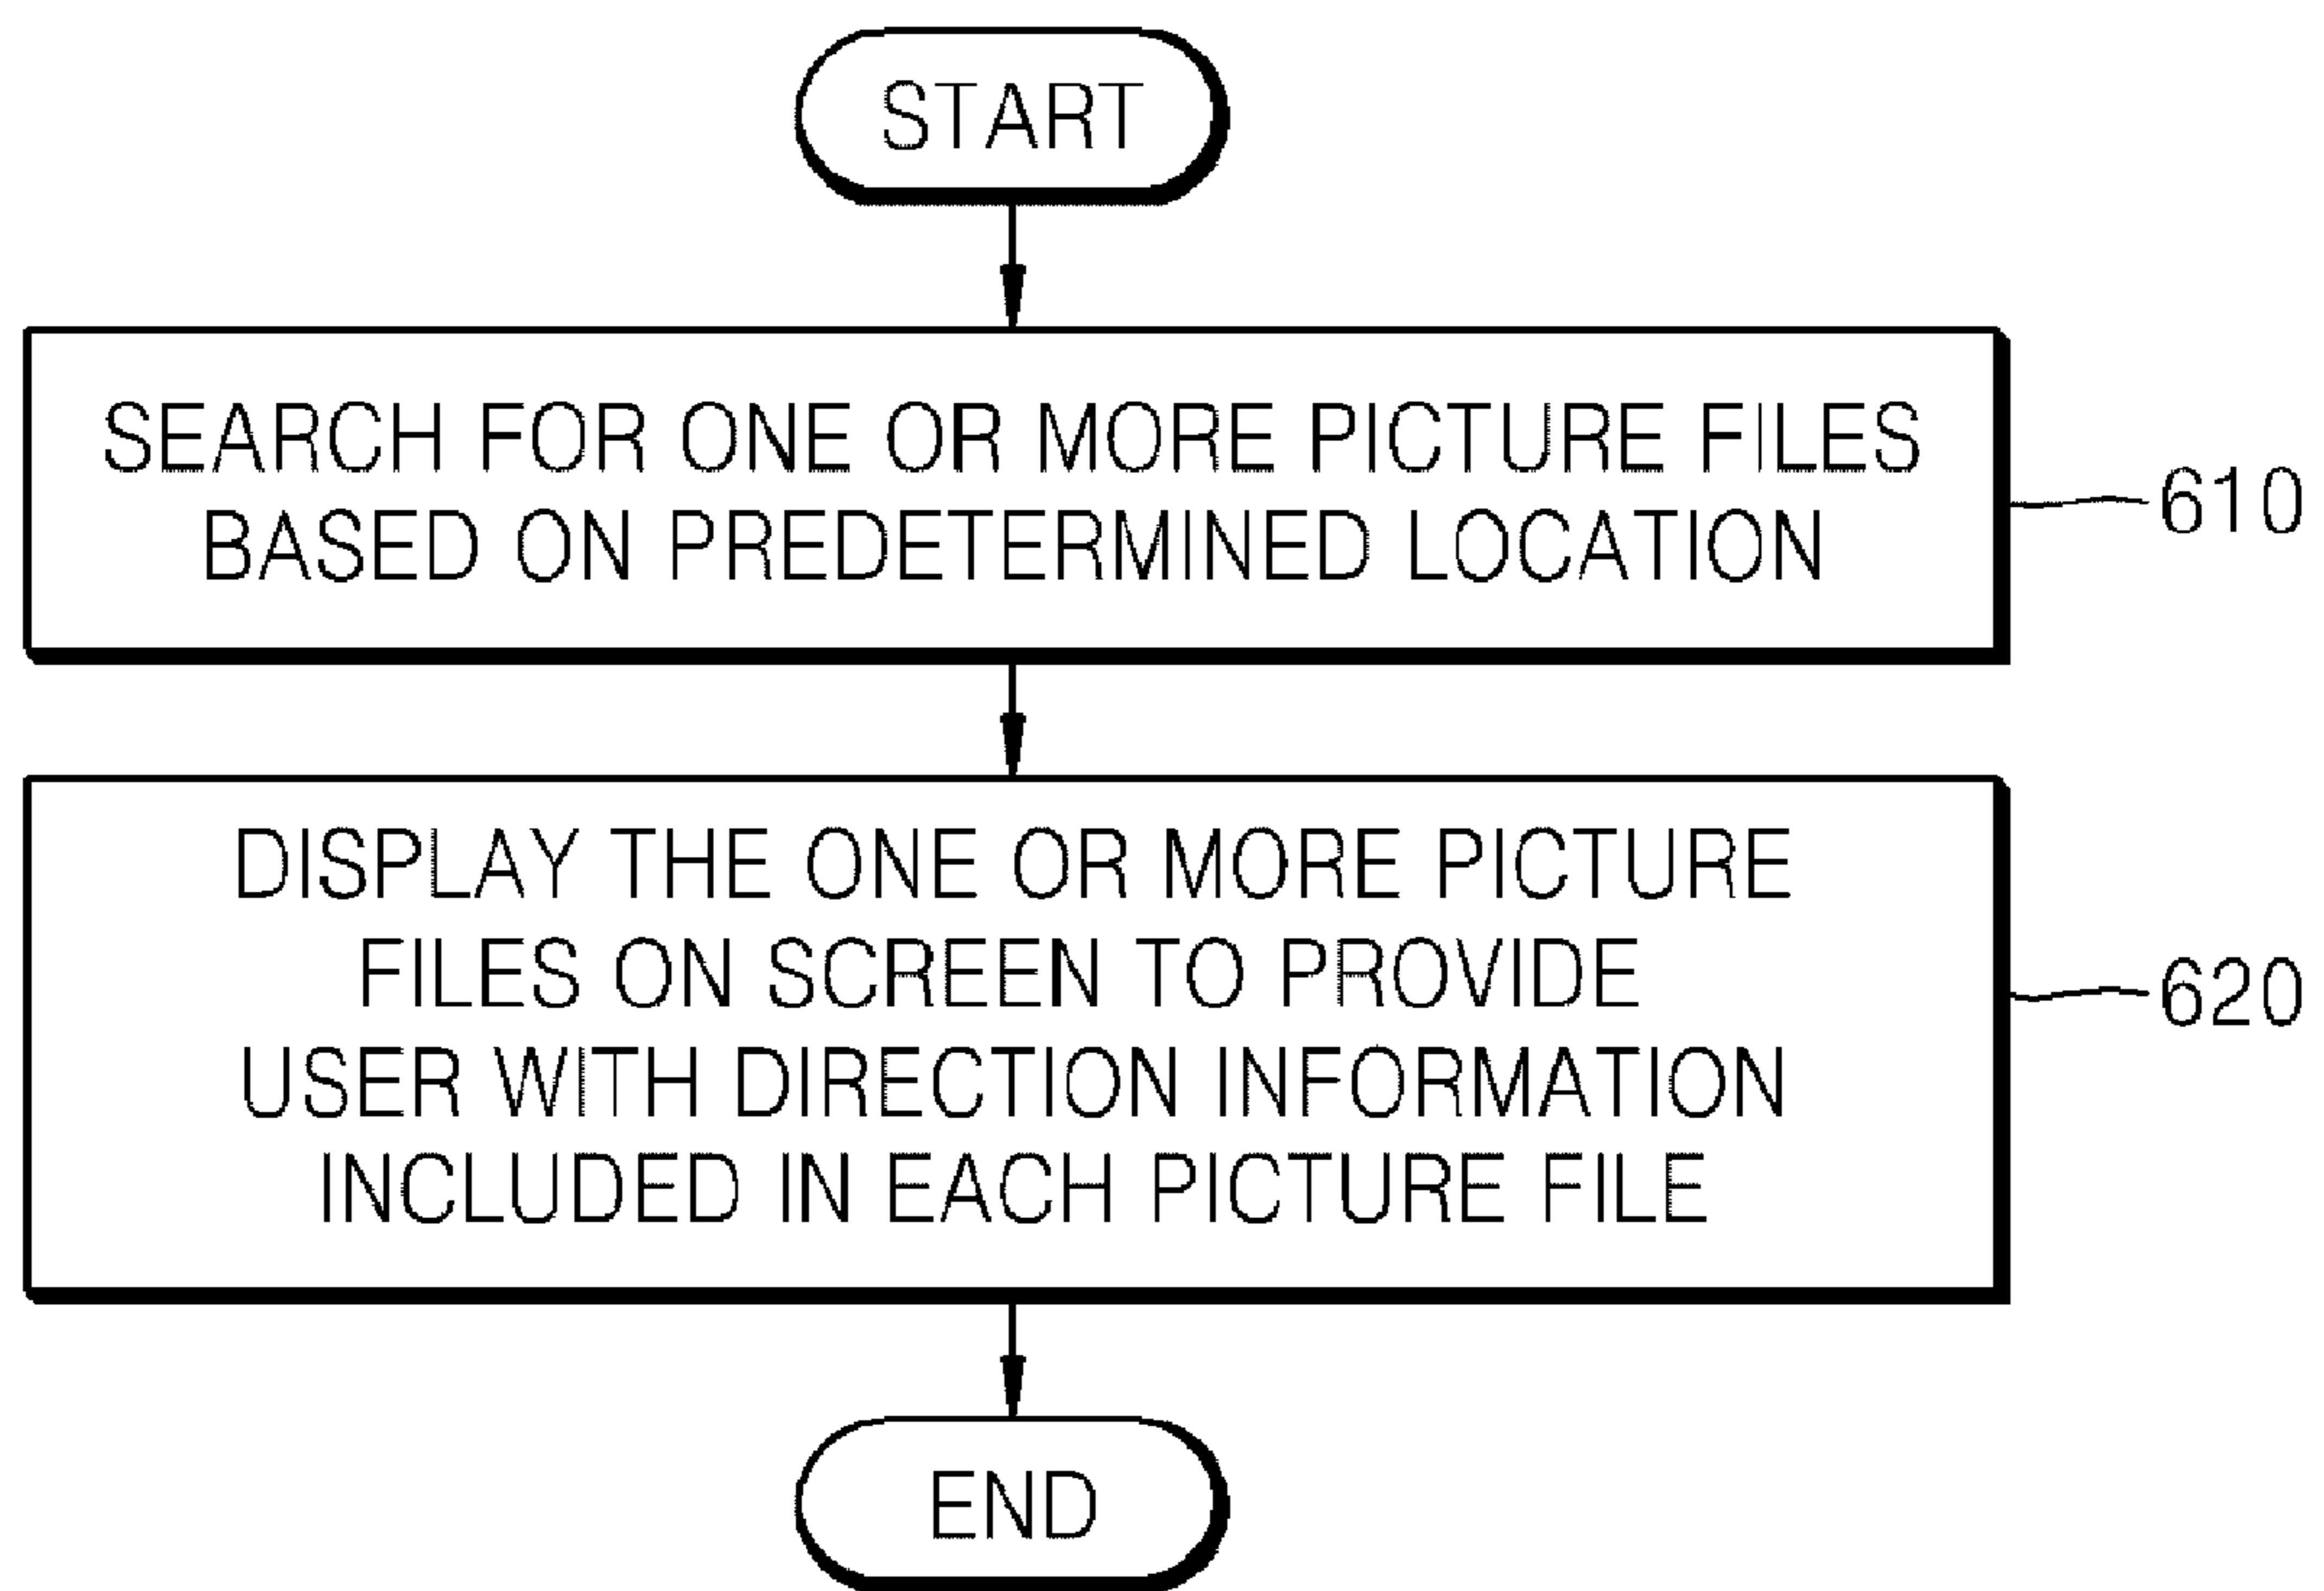 START
SEARCH FOR ONE OR MORE PICTURE FILES
BASED ON PREDETERMINED LOCATION
610
DISPLAY THE ONE OR MORE PICTURE
FILES ON SCREEN TO PROVIDE
USER WITH DIRECTION INFORMATION
INCLUDED IN EACH PICTURE FILE
620
END